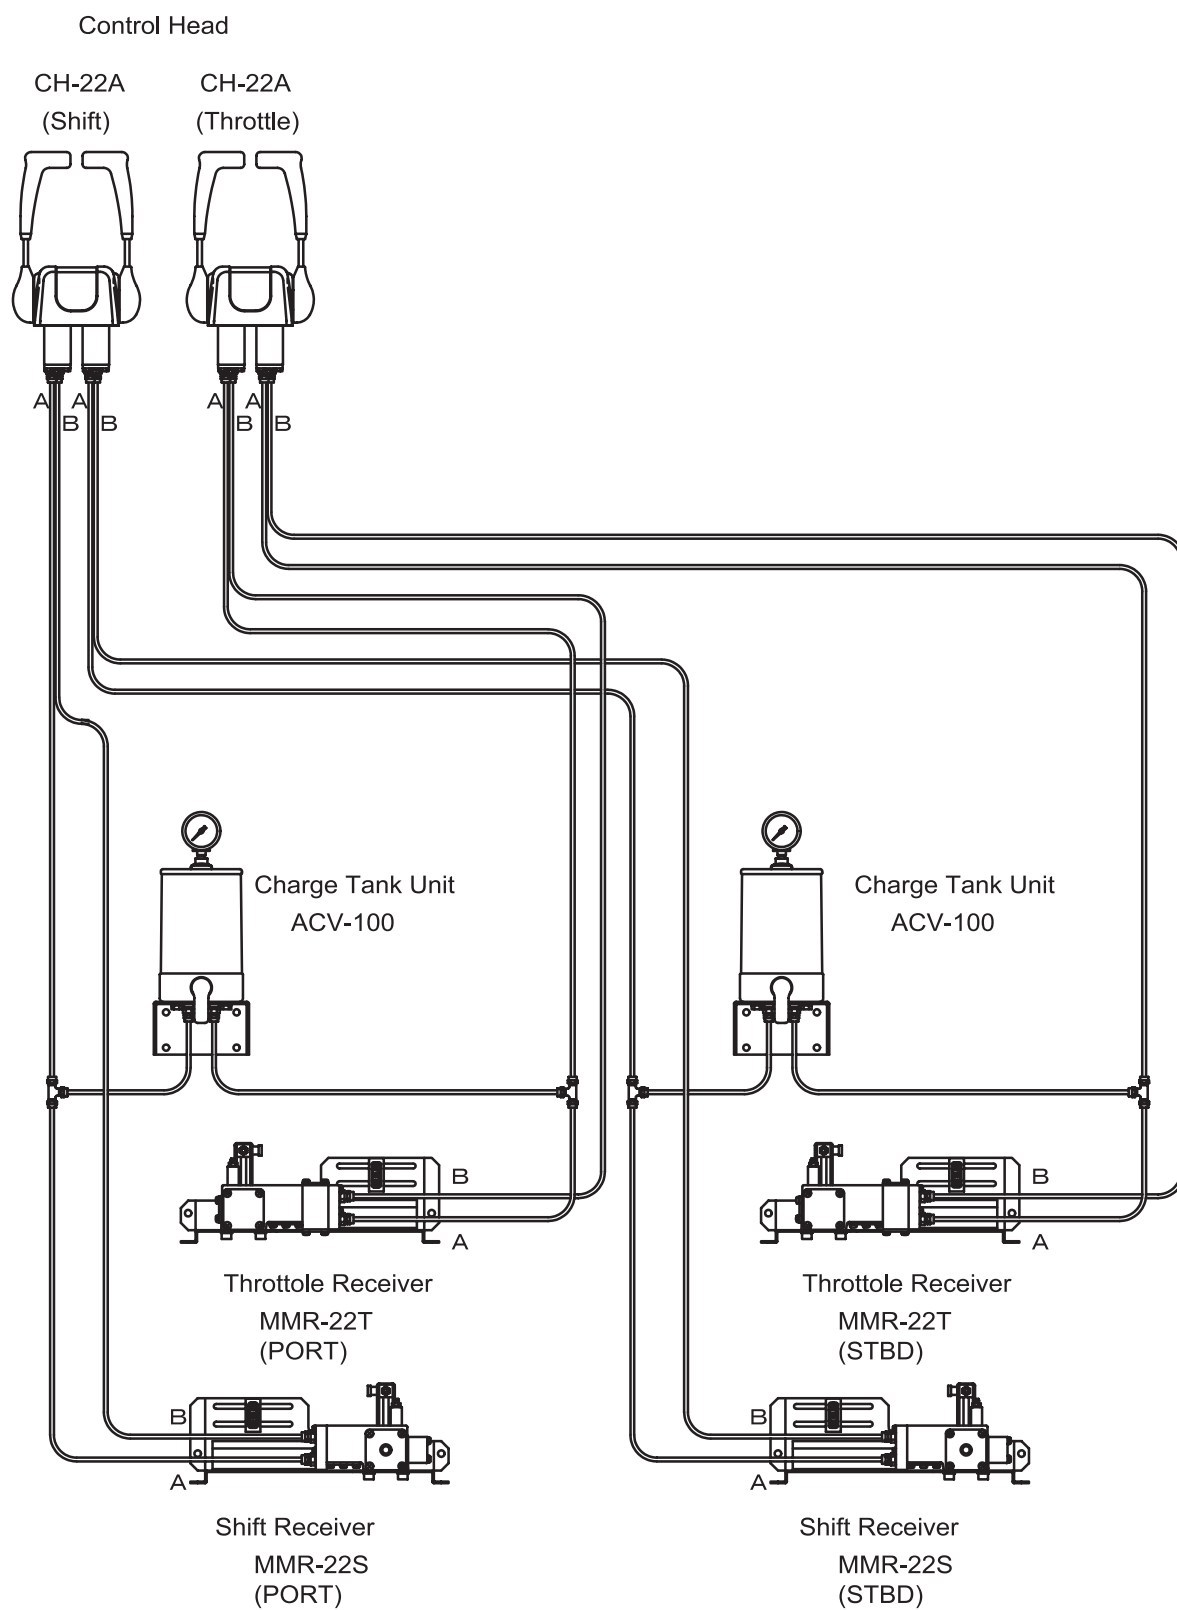 Control Head
CH-22A CH-22A
(Shift) (Throttle)
A A A A
B B B B
Charge Tank Unit Charge Tank Unit
ACV-100 ACV-100
B B
A A
Throttole Receiver Throttole Receiver
MMR-22T MMR-22T
(PORT) (STBD)
B B
A A
Shift Receiver Shift Receiver
MMR-22S MMR-22S
(PORT) (STBD)